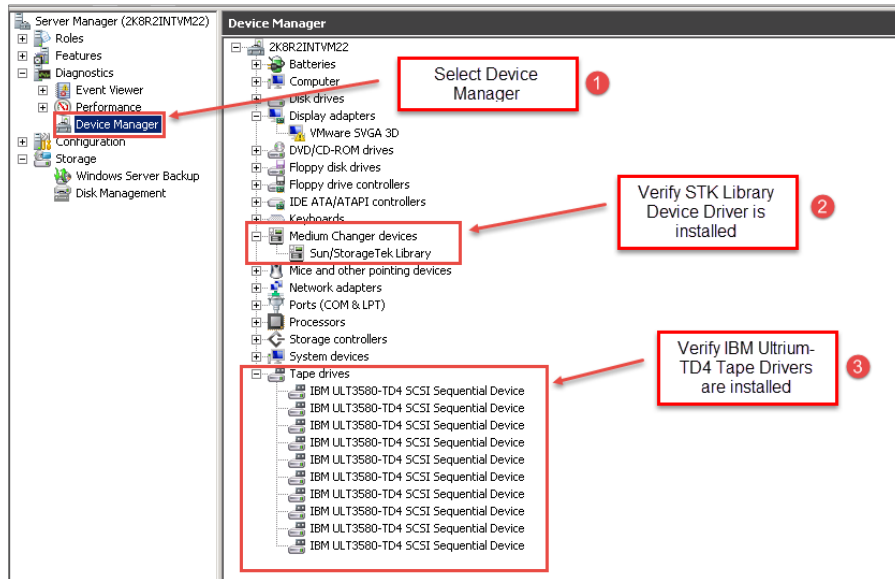 Server Manager (2K8R2INTVM22)
Roles
Features
Diagnostics
Event Viewer
Performance
Device Manager
Configuration
Storage
Windows Server Backup
Disk Management
Device Manager
2K8R2INTVM22
Batteries
Computer
Disk drives
Display adapters
VMware SVGA 3D
DVD/CD-ROM drives
Floppy disk drives
Floppy drive controllers
IDE ATA/ATAPI controllers
Keyboards
Medium Changer devices
Sun/StorageTek Library
Mice and other pointing devices
Network adapters
Ports (COM & LPT)
Processors
Storage controllers
System devices
Tape drives
IBM ULT3580-TD4 SCSI Sequential Device
IBM ULT3580-TD4 SCSI Sequential Device
IBM ULT3580-TD4 SCSI Sequential Device
IBM ULT3580-TD4 SCSI Sequential Device
IBM ULT3580-TD4 SCSI Sequential Device
IBM ULT3580-TD4 SCSI Sequential Device
IBM ULT3580-TD4 SCSI Sequential Device
IBM ULT3580-TD4 SCSI Sequential Device
IBM ULT3580-TD4 SCSI Sequential Device
IBM ULT3580-TD4 SCSI Sequential Device
Select Device
Manager
1
Verify STK Library
Device Driver is
installed
2
Verify IBM Ultrium-
TD4 Tape Drivers
are installed
3